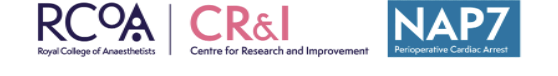 RCOA
Royal College of Anaesthetists
CR&I
Centre for Research and Improvement
NAP7
Perioperative Cardiac Arrest